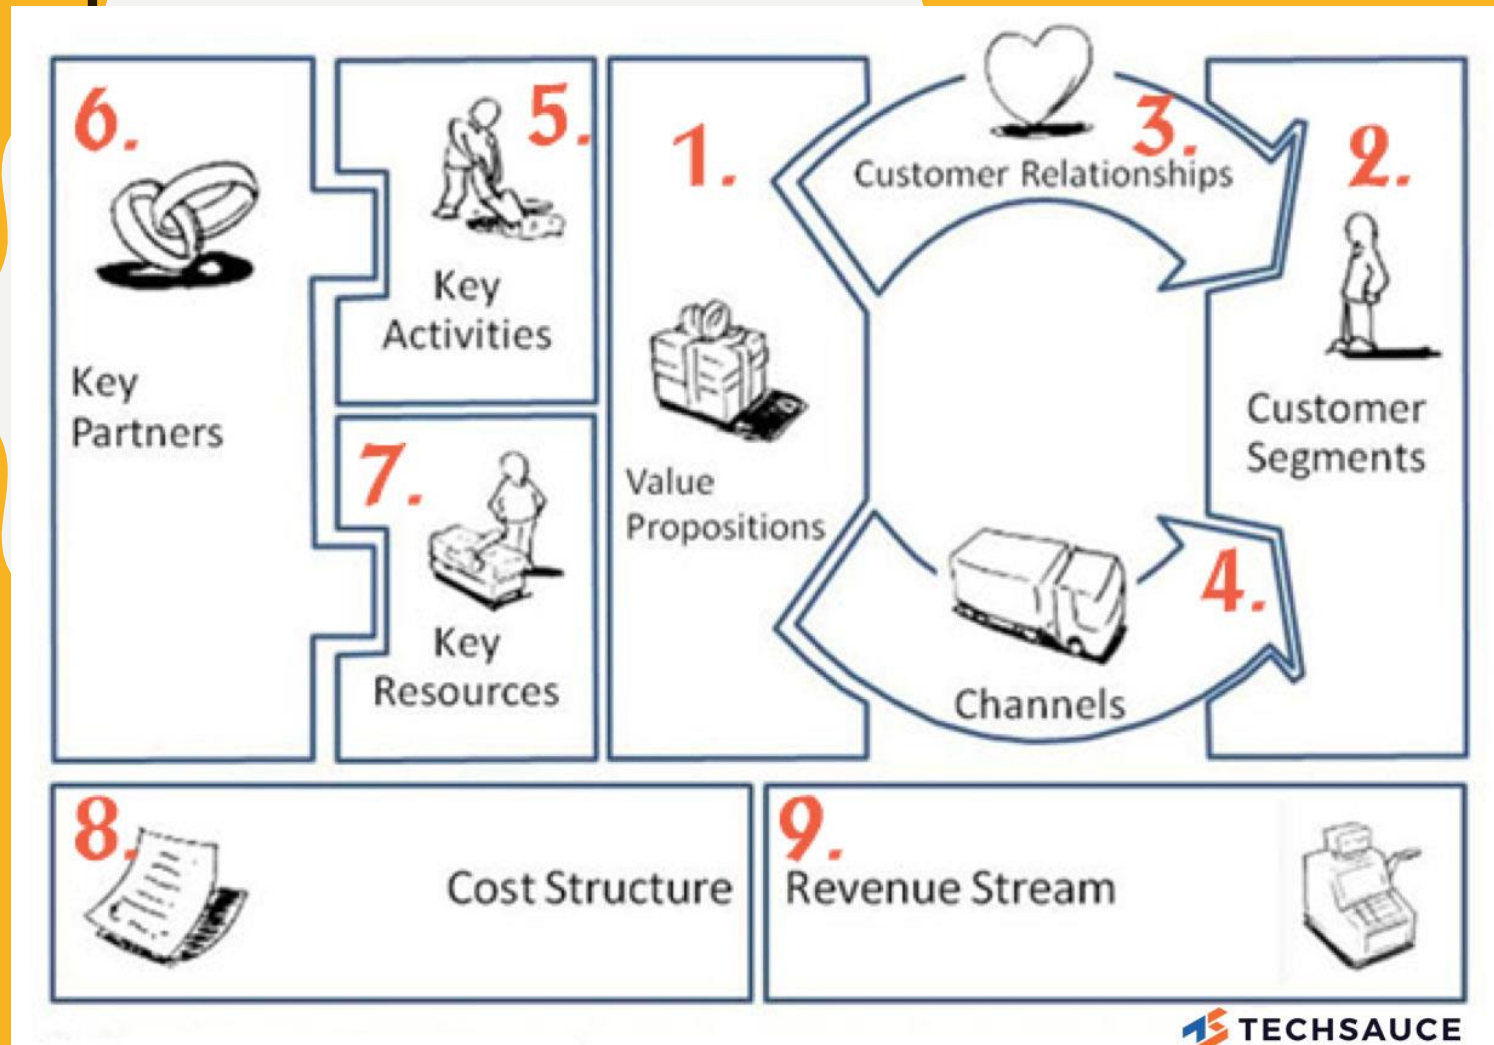 6.
Key
Partners
5.
Key
Activities
7.
Key
Resources
1.
Value
Propositions
3.
Customer Relationships
4.
Channels
2.
Customer
Segments
8.
Cost Structure
9.
Revenue Stream
TECHSAUCE